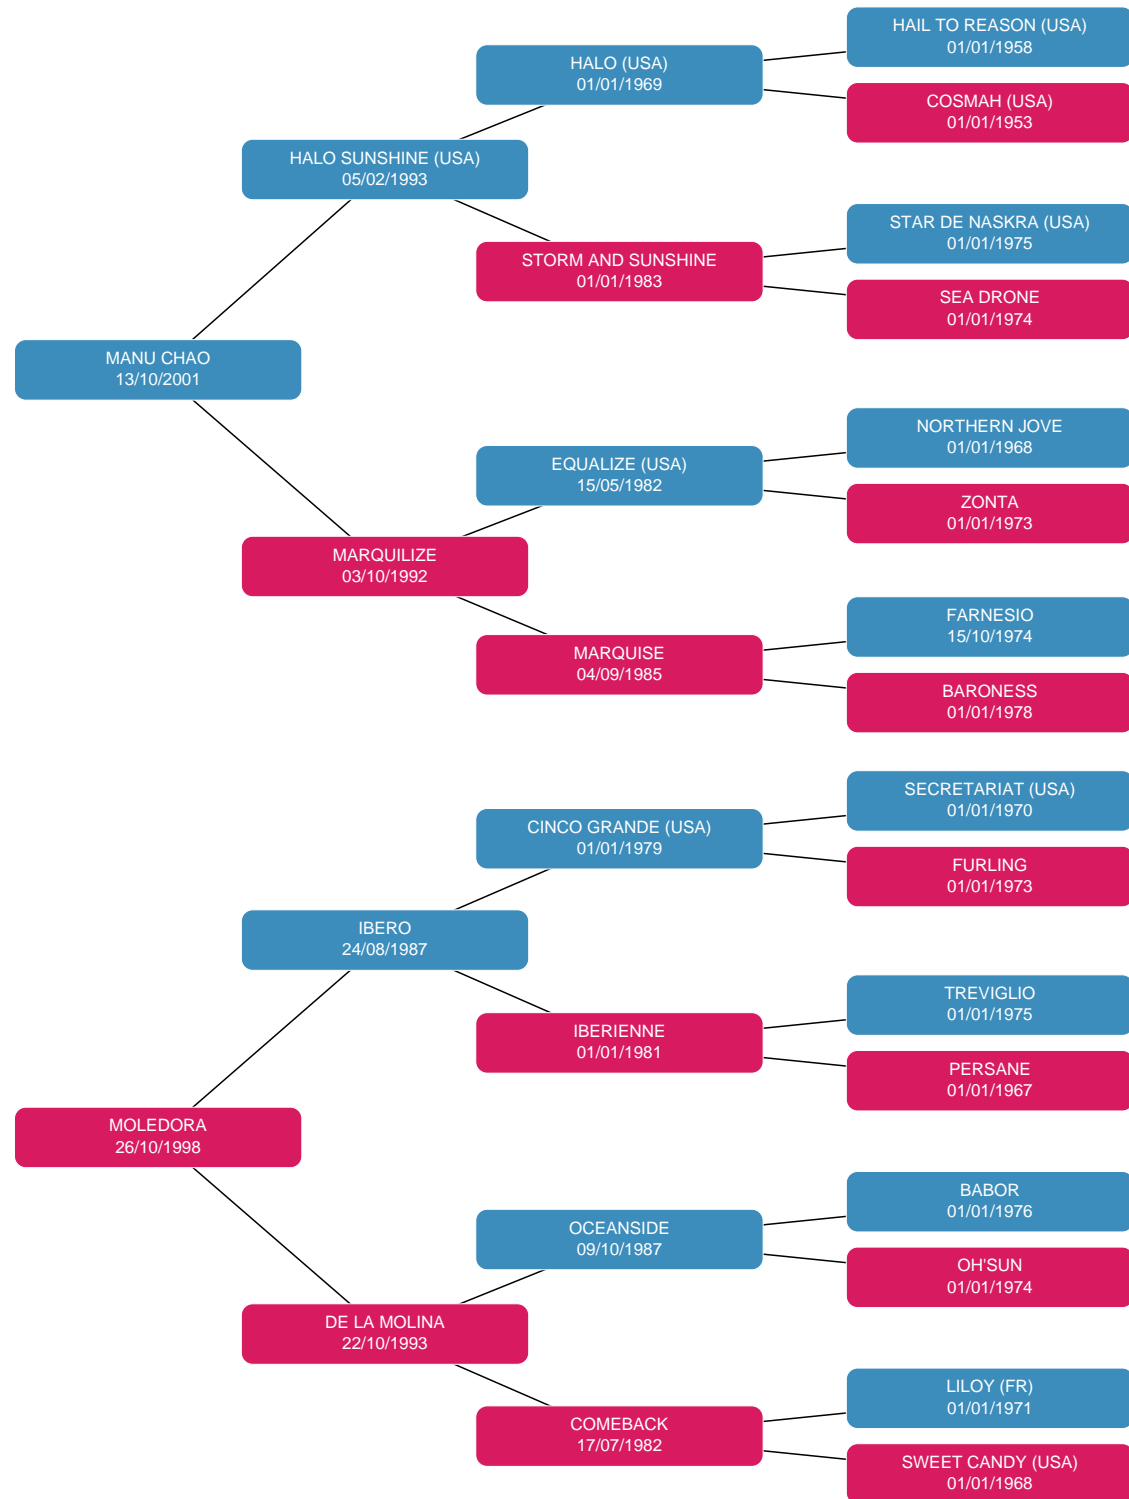 HAIL TO REASON (USA)
01/01/1958
HALO (USA)
01/01/1969
COSMAH (USA)
01/01/1953
HALO SUNSHINE (USA)
05/02/1993
STAR DE NASKRA (USA)
01/01/1975
STORM AND SUNSHINE
01/01/1983
SEA DRONE
01/01/1974
MANU CHAO
13/10/2001
NORTHERN JOVE
01/01/1968
EQUALIZE (USA)
15/05/1982
ZONTA
01/01/1973
MARQUILIZE
03/10/1992
FARNESIO
15/10/1974
MARQUISE
04/09/1985
BARONESS
01/01/1978
SECRETARIAT (USA)
01/01/1970
CINCO GRANDE (USA)
01/01/1979
FURLING
01/01/1973
IBERO
24/08/1987
TREVIGLIO
01/01/1975
IBERIENNE
01/01/1981
PERSANE
01/01/1967
MOLEDORA
26/10/1998
BABOR
01/01/1976
OCEANSIDE
09/10/1987
OH'SUN
01/01/1974
DE LA MOLINA
22/10/1993
LILOY (FR)
01/01/1971
COMEBACK
17/07/1982
SWEET CANDY (USA)
01/01/1968